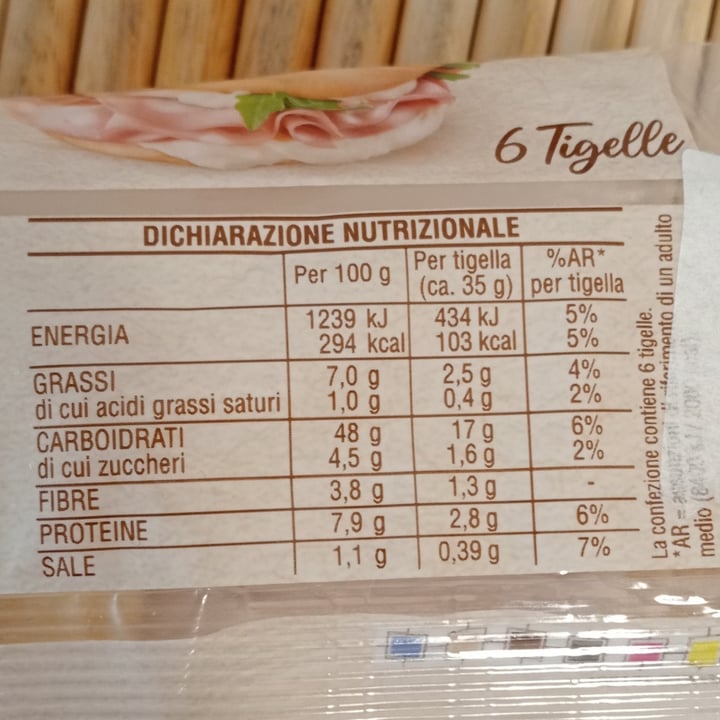 6 Tigelle
DICHIARAZIONE NUTRIZIONALE
Per 100 g Per tigella (ca. 35 g) %AR* per tigella
ENERGIA 1239 kJ 434 kJ 5%
294 kcal 103 kcal 5%
GRASSI 7,0 g 2,5 g 4%
di cui acidi grassi saturi 1,0 g 0,4 g 2%
CARBOIDRATI 48 g 17 g 6%
di cui zuccheri 4,5 g 1,6 g 2%
FIBRE 3,8 g 1,3 g -
PROTEINE 7,9 g 2,8 g 6%
SALE 1,1 g 0,39 g 7%
La confezione contiene 6 tigelle.
*AR = di un adulto
medio